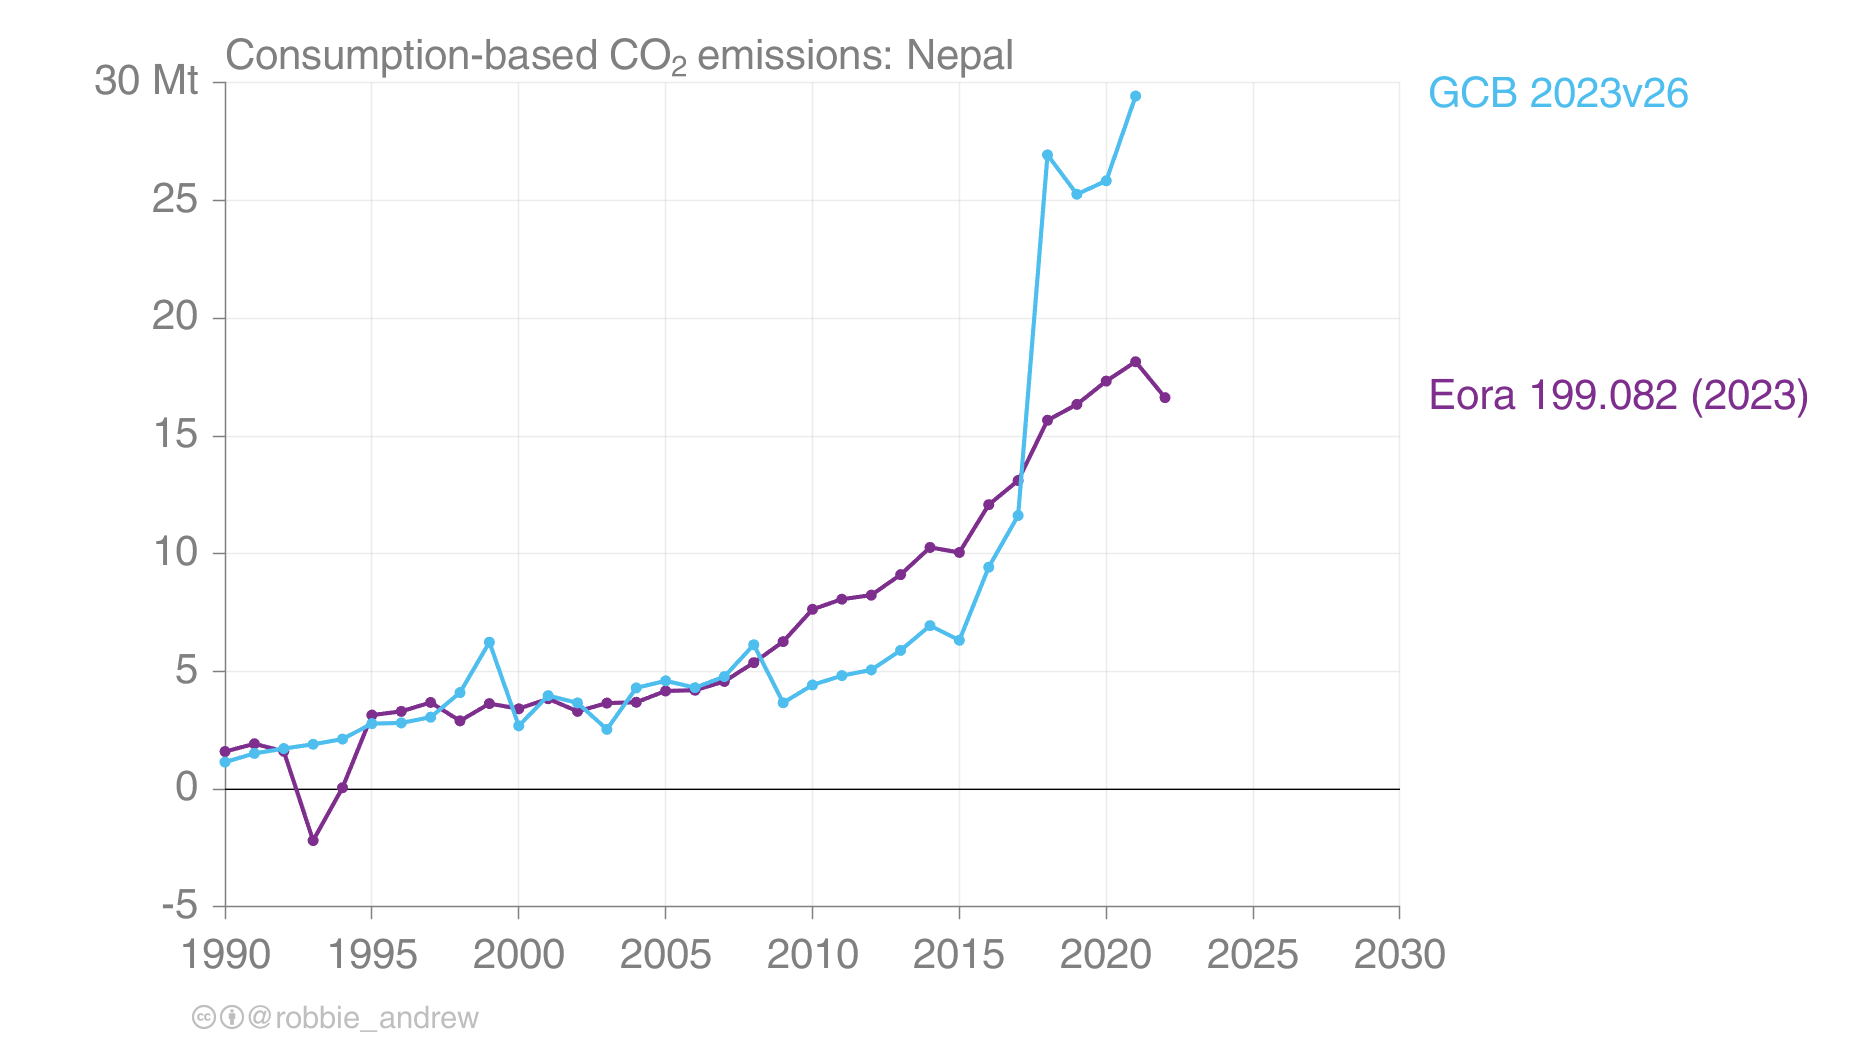 Consumption-based CO₂ emissions: Nepal
30 Mt
25
20
15
10
5
0
-5
1990 1995 2000 2005 2010 2015 2020 2025 2030
GCB 2023v26
Eora 199.082 (2023)
cc @robbie_andrew